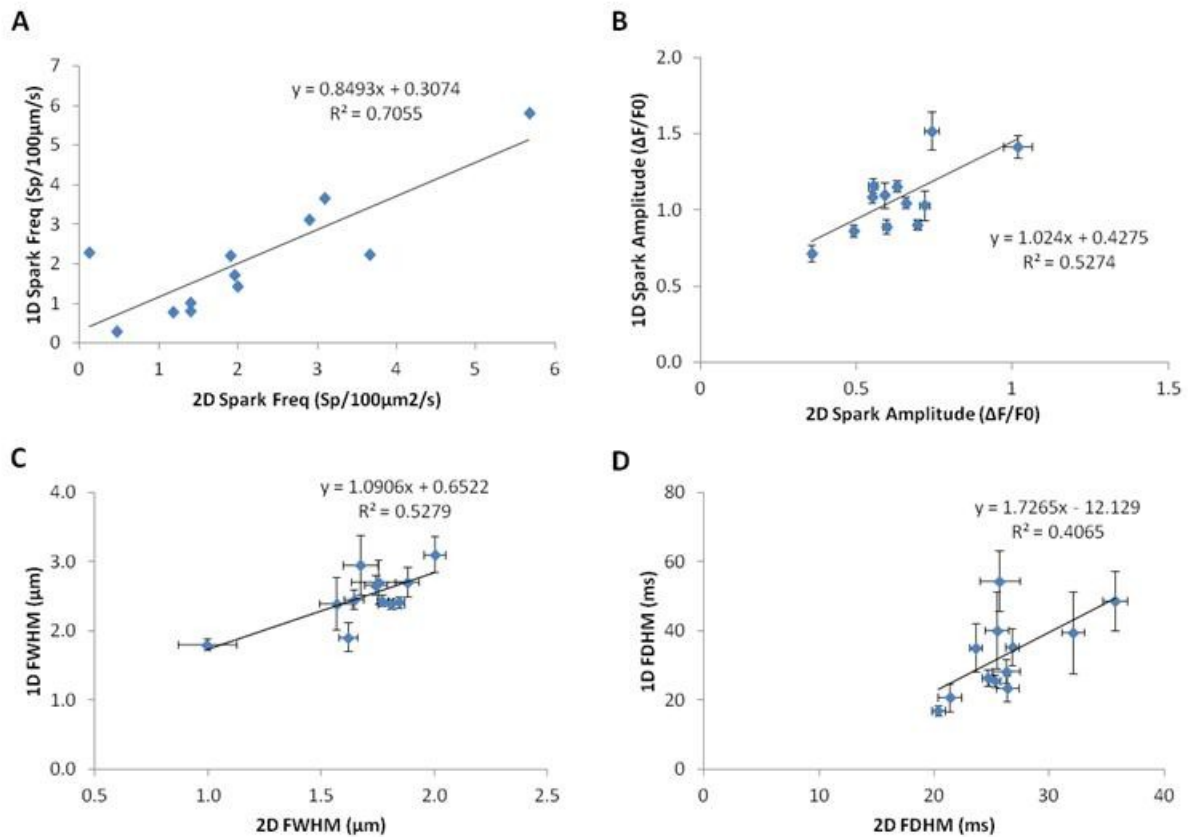 A
7
6
5
4
3
2
1
0
1D Spark Freq (Sp/100µm/s)
y = 0.8493x + 0.3074
R² = 0.7055
0 1 2 3 4 5 6
2D Spark Freq (Sp/100µm2/s)
B
2.0
1.5
1.0
0.5
0.0
1D Spark Amplitude (ΔF/F0)
y = 1.024x + 0.4275
R² = 0.5274
0 0.5 1 1.5
2D Spark Amplitude (ΔF/F0)
C
4.0
3.0
2.0
1.0
0.0
1D FWHM (µm)
y = 1.0906x + 0.6522
R² = 0.5279
0.5 1.0 1.5 2.0 2.5
2D FWHM (µm)
D
80
60
40
20
0
1D FDHM (ms)
y = 1.7265x - 12.129
R² = 0.4065
0 10 20 30 40
2D FDHM (ms)